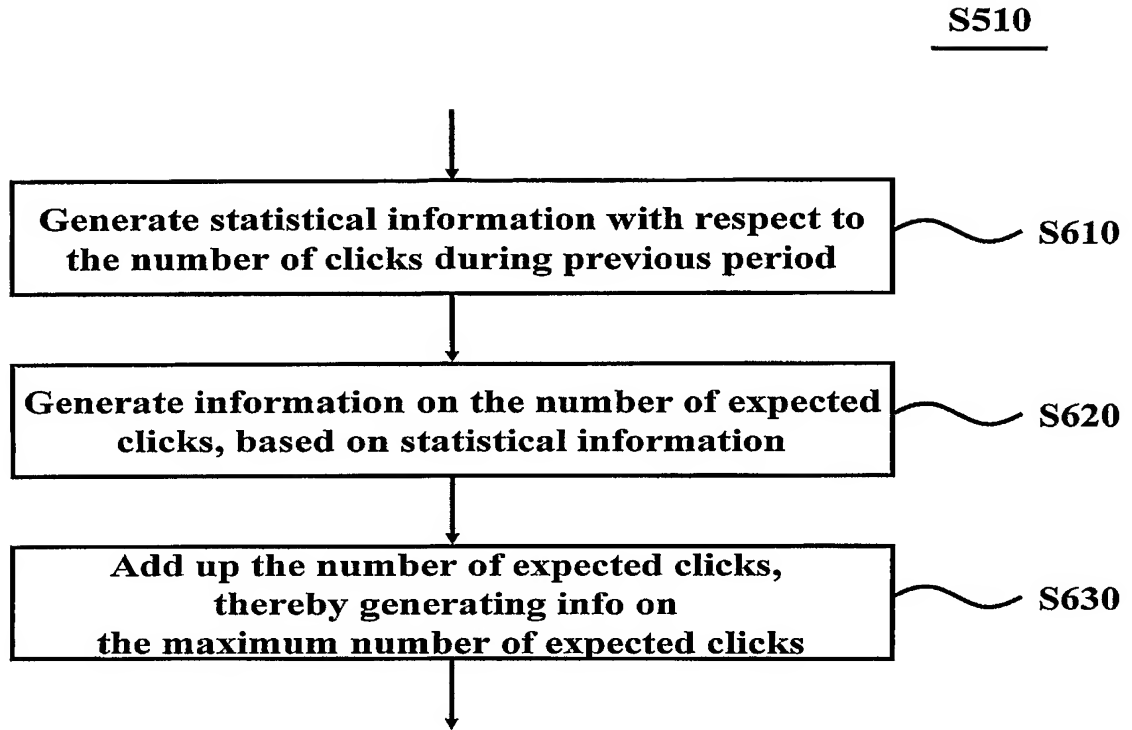 S510
Generate statistical information with respect to
the number of clicks during previous period
S610
Generate information on the number of expected
clicks, based on statistical information
S620
Add up the number of expected clicks,
thereby generating info on
the maximum number of expected clicks
S630